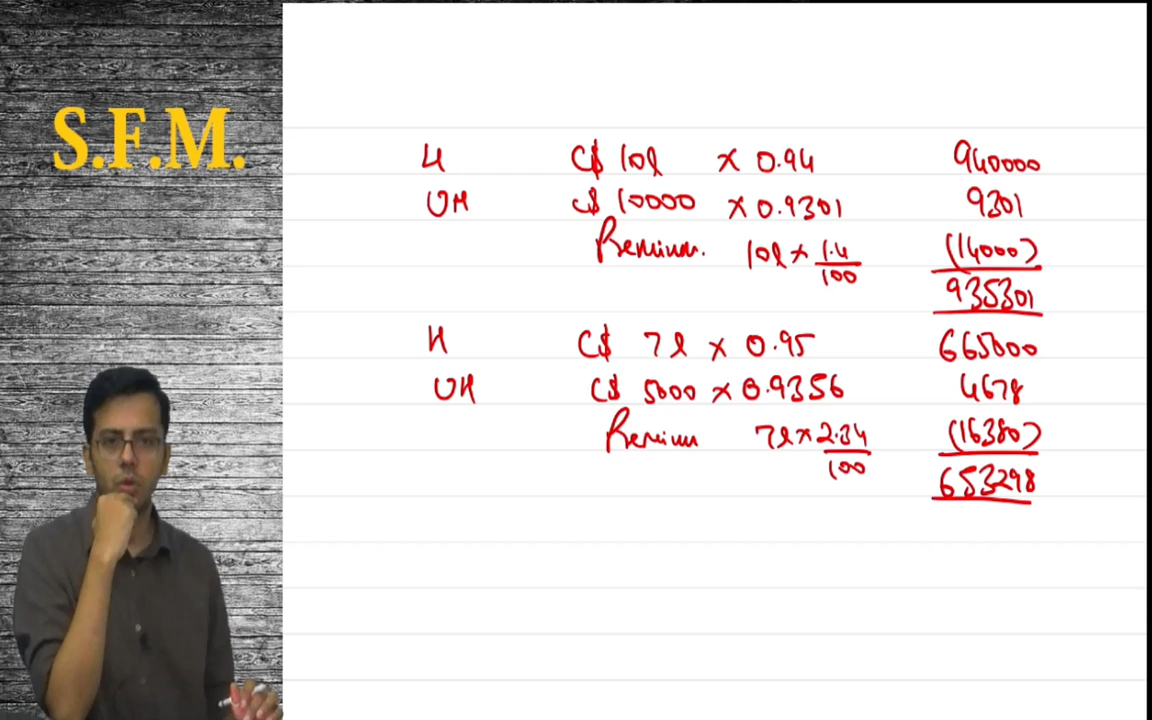 S.F.M.
H C$ 10l × 0.94 940000
UH C$ 10000 × 0.9301 9301
Premium. 10l × 1.4/100 (14000)
935301
H C$ 7l × 0.95 665000
UH C$ 5000 × 0.9356 4678
Premium 7l × 2.34/100 (16380)
653298